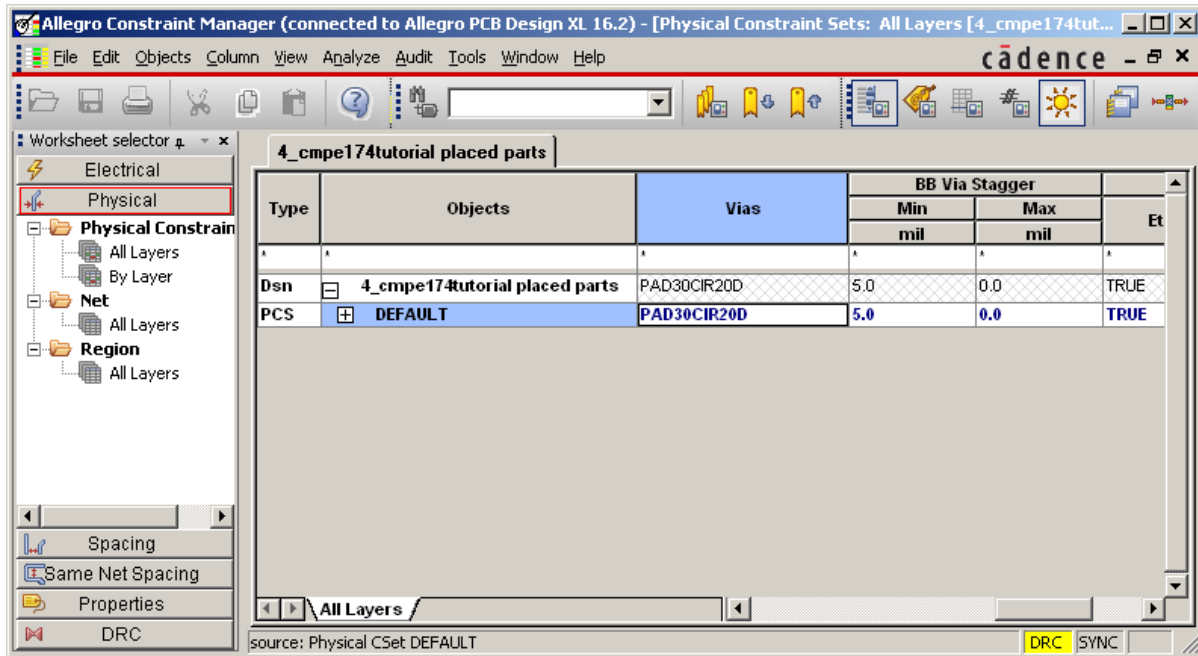 Allegro Constraint Manager (connected to Allegro PCB Design XL 16.2) - [Physical Constraint Sets: All Layers [4_cmpe174tut...
File Edit Objects Column View Analyze Audit Tools Window Help
cādence
Worksheet selector
Electrical
Physical
Physical Constrain
All Layers
By Layer
Net
All Layers
Region
All Layers
Spacing
Same Net Spacing
Properties
DRC
4_cmpe174tutorial placed parts
Type Objects Vias BB Via Stagger
Min Max Et
mil mil
* * * * * *
Dsn 4_cmpe174tutorial placed parts PAD30CIR20D 5.0 0.0 TRUE
PCS DEFAULT PAD30CIR20D 5.0 0.0 TRUE
All Layers
source: Physical CSet DEFAULT DRC SYNC